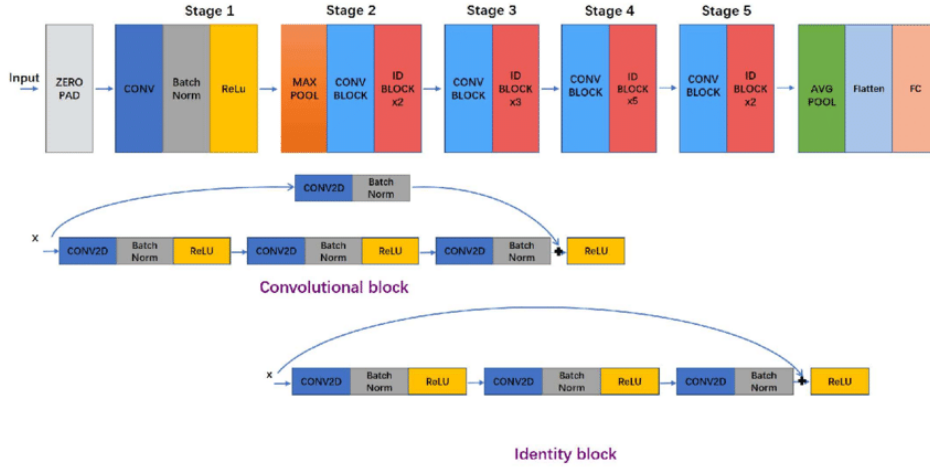 Stage 1
Stage 2
Stage 3
Stage 4
Stage 5
Input
ZERO
PAD
CONV
Batch
Norm
ReLu
MAX
POOL
CONV
BLOCK
ID
BLOCK
x2
CONV
BLOCK
ID
BLOCK
x3
CONV
BLOCK
ID
BLOCK
x5
CONV
BLOCK
ID
BLOCK
x2
AVG
POOL
Flatten
FC
CONV2D
Batch
Norm
x
CONV2D
Batch
Norm
ReLU
CONV2D
Batch
Norm
ReLU
CONV2D
Batch
Norm
+
ReLU
Convolutional block
x
CONV2D
Batch
Norm
ReLU
CONV2D
Batch
Norm
ReLU
CONV2D
Batch
Norm
+
ReLU
Identity block